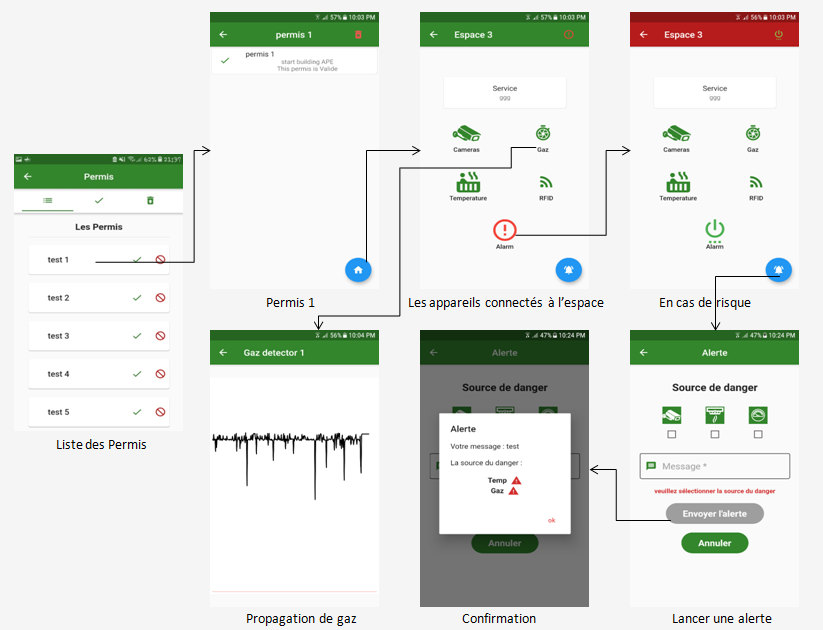 57% 10:03 PM
permis 1
permis 1
start building APE
This permis is Valide
Permis 1
57% 10:03 PM
Espace 3
Service
ggg
Cameras
Gaz
Temperature
RFID
Alarm
Les appareils connectés à l'espace
56% 10:03 PM
Espace 3
Service
ggg
Cameras
Gaz
Temperature
RFID
Alarm
En cas de risque
63% 21:37
Permis
Les Permis
test 1
test 2
test 3
test 4
test 5
Liste des Permis
56% 10:04 PM
Gaz detector 1
Propagation de gaz
47% 10:24 PM
Alerte
Alerte
Votre message : test
La source du danger :
Temp
Gaz
ok
Annuler
Confirmation
47% 10:24 PM
Alerte
Source de danger
Source de danger
Message *
veuillez sélectionner la source du danger
Envoyer l'alerte
Annuler
Lancer une alerte